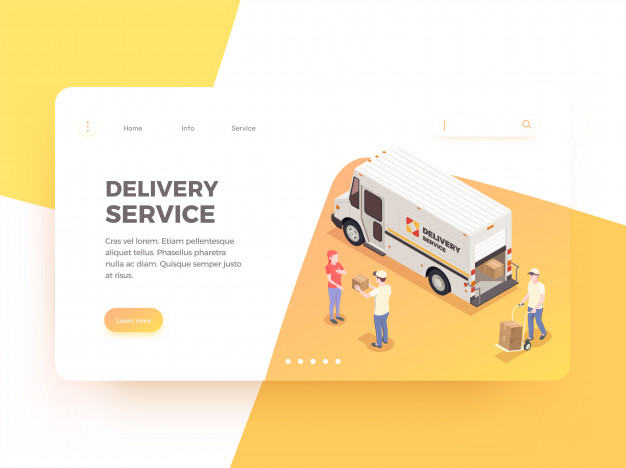 Home Info Service
DELIVERY
SERVICE
Cras vel lorem. Etiam pellentesque
aliquet tellus. Phasellus pharetra
nulla ac diam. Quisque semper justo
at risus.
Learn more
DELIVERY
SERVICE